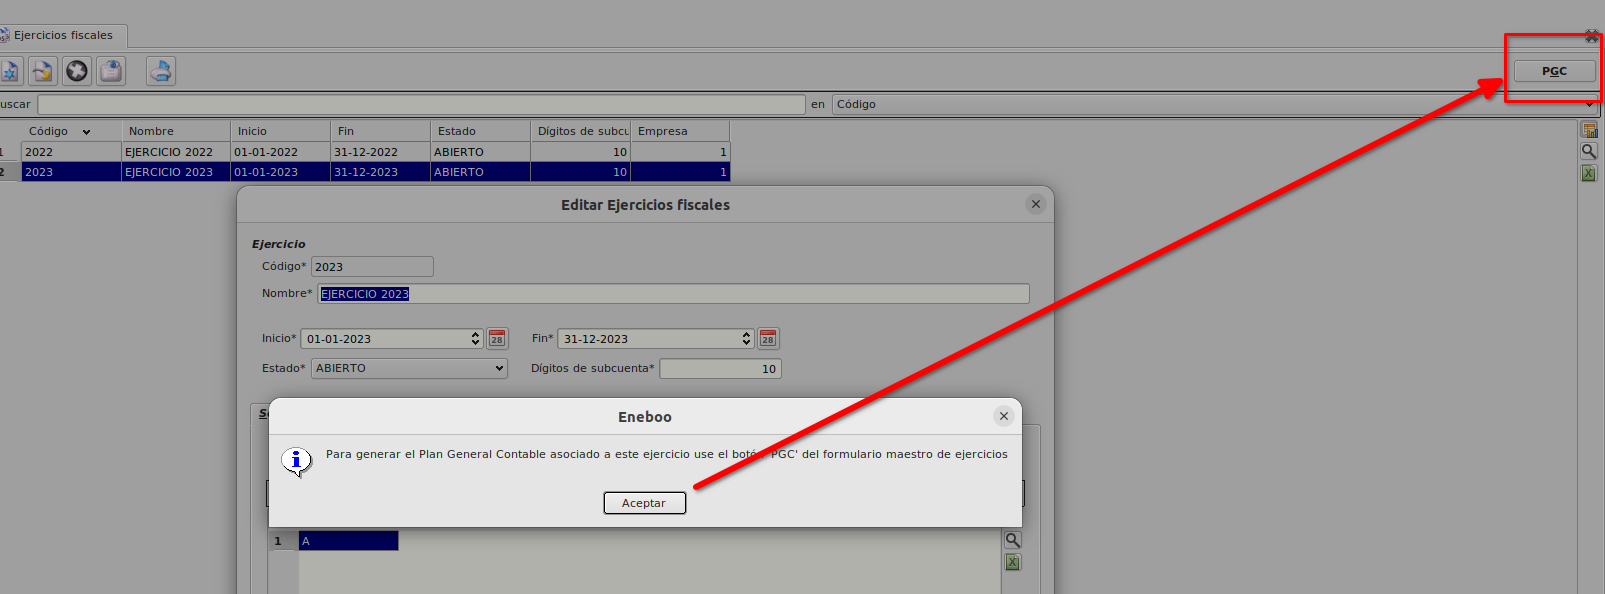 Ejercicios fiscales
PGC
uscar
en Código
Código Nombre Inicio Fin Estado Dígitos de subcu Empresa
1 2022 EJERCICIO 2022 01-01-2022 31-12-2022 ABIERTO 10 1
2 2023 EJERCICIO 2023 01-01-2023 31-12-2023 ABIERTO 10 1
Editar Ejercicios fiscales
Ejercicio
Código* 2023
Nombre* EJERCICIO 2023
Inicio* 01-01-2023 28 Fin* 31-12-2023 28
Estado* ABIERTO Dígitos de subcuenta* 10
Eneboo
Para generar el Plan General Contable asociado a este ejercicio use el PGC' del formulario maestro de ejercicios
Aceptar
1 A